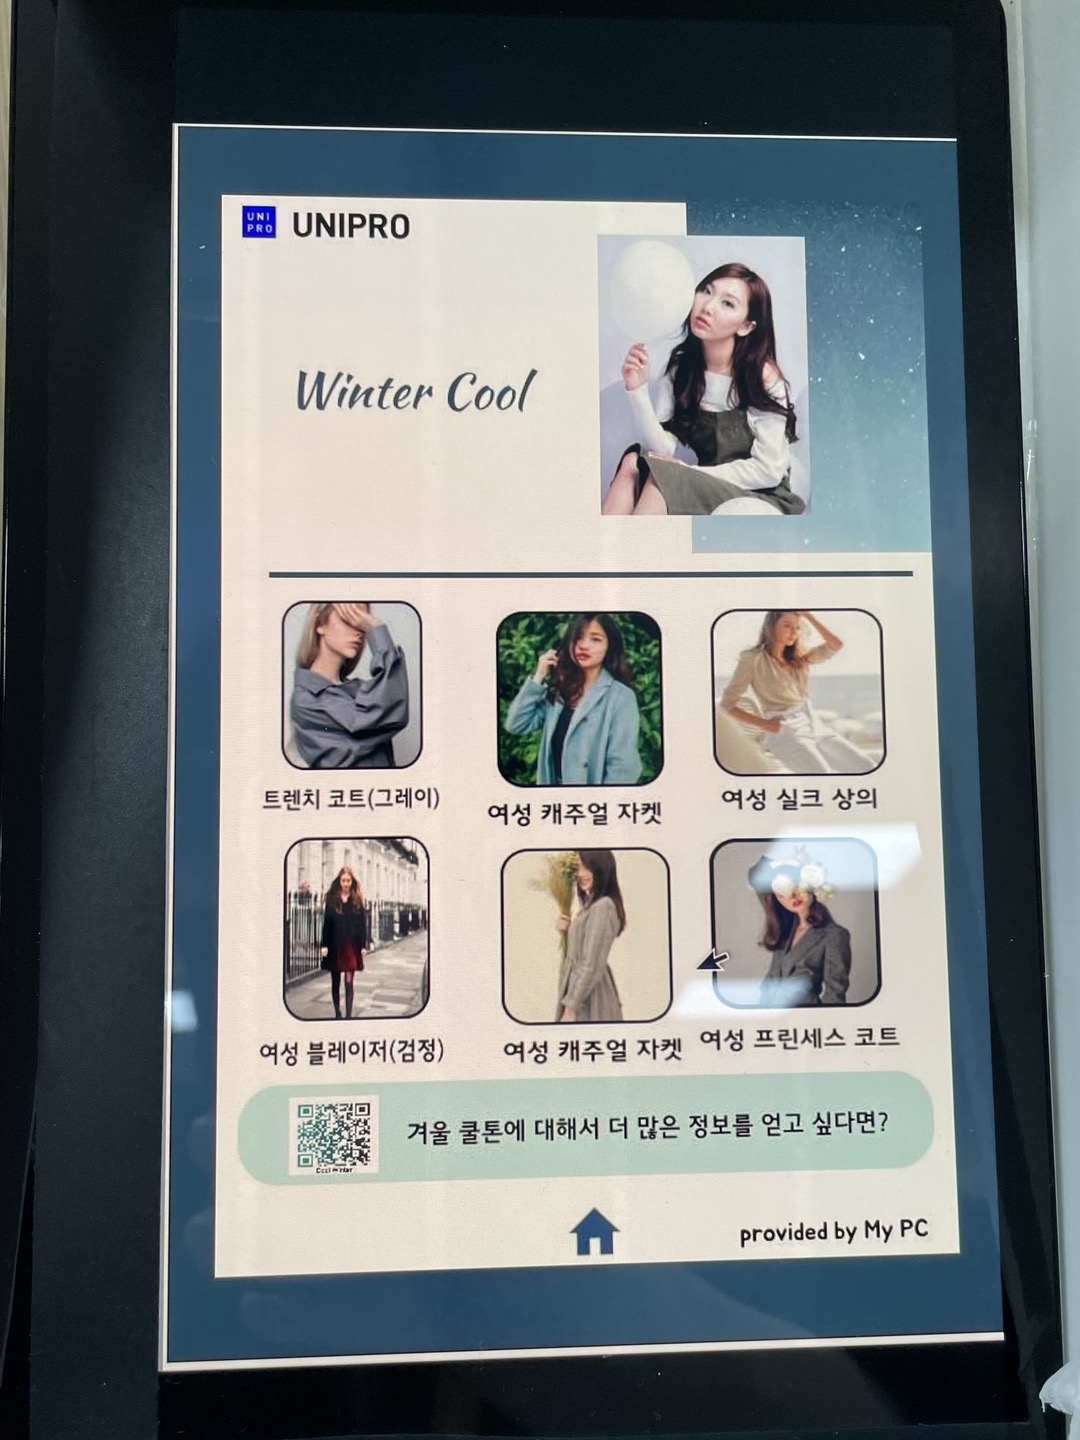 UNI
PRO
UNIPRO
Winter Cool
트렌치 코트(그레이)
여성 캐주얼 자켓
여성 실크 상의
여성 블레이저(검정)
여성 캐주얼 자켓
여성 프린세스 코트
Cool Winter
겨울 쿨톤에 대해서 더 많은 정보를 얻고 싶다면?
provided by My PC